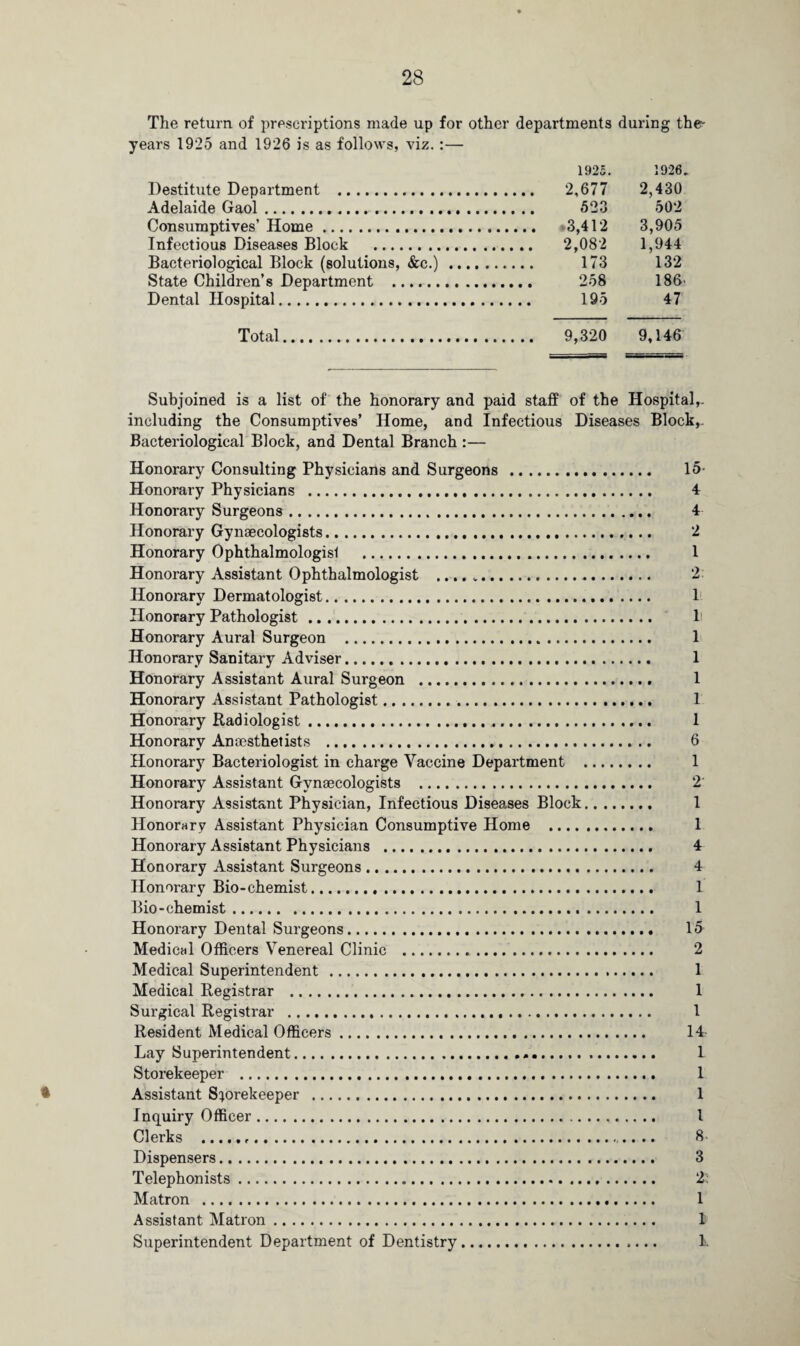 28
The return of prescriptions made up for other departments during the
years 1925 and 1926 is as follows, viz. :—
1925. 1926.
Destitute Department .......... 2,677 2,430
Adelaide Gaol .......... 523 502
Consumptives' Home .......... 3,412 3,905
Infectious Diseases Block .......... 2,082 1,944
Bacteriological Block (solutions, &c.) .......... 173 132
State Children's Department .......... 258 186
Dental Hospital .......... 195 47
Total .......... 9,320 9,146
Subjoined is a list of the honorary and paid staff of the Hospital,
including the Consumptives' Home, and Infectious Diseases Block,
Bacteriological Block, and Dental Branch :—
Honorary Consulting Physicians and Surgeons .......... 15
Honorary Physicians .......... 4
Honorary Surgeons .......... 4
Honorary Gynæcologists .......... 2
Honorary Ophthalmologist .......... 1
Honorary Assistant Ophthalmologist .......... 2
Honorary Dermatologist .......... 1
Honorary Pathologist .......... 1
Honorary Aural Surgeon .......... 1
Honorary Sanitary Adviser .......... 1
Honorary Assistant Aural Surgeon .......... 1
Honorary Assistant Pathologist .......... 1
Honorary Radiologist .......... 1
Honorary Anæsthetists .......... 6
Honorary Bacteriologist in charge Vaccine Department .......... 1
Honorary Assistant Gynæcologists .......... 2
Honorary Assistant Physician, Infectious Diseases Block .......... 1
Honorary Assistant Physician Consumptive Home .......... 1
Honorary Assistant Physicians .......... 4
Honorary Assistant Surgeons .......... 4
Honorary Bio-chemist .......... 1
Bio-chemist .......... 1
Honorary Dental Surgeons .......... 15
Medical Officers Venereal Clinic .......... 2
Medical Superintendent .......... 1
Medical Registrar .......... 1
Surgical Registrar .......... 1
Resident Medical Officers .......... 14
Lay Superintendent .......... 1
Storekeeper .......... 1
Assistant Storekeeper .......... 1
Inquiry Officer .......... 1
Clerks .......... 8
Dispensers .......... 3
Telephonists .......... 2
Matron .......... 1
Assistant Matron .......... 1
Superintendent Department of Dentistry .......... 1